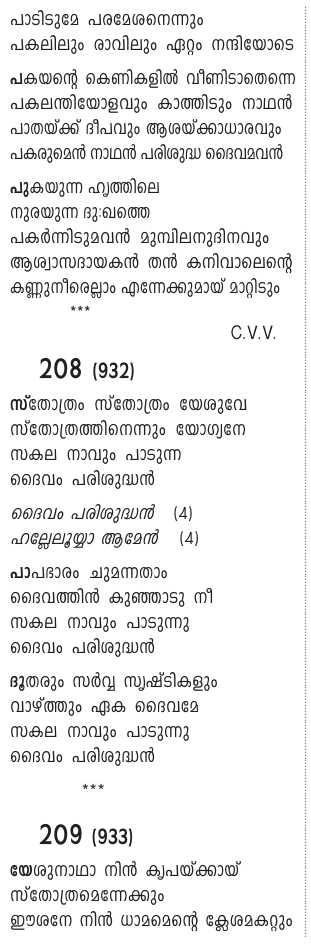 പാടിടുമേ പരമേശനെന്നും
പകലിലും രാവിലും ഏറ്റം നന്ദിയോടെ
പകയന്റെ കെണികളിൽ വീണിടാതെന്നെ
പകലന്തിയോളവും കാത്തിടും നാഥൻ
പാതയ്ക്ക് ദീപവും ആശയ്ക്കാധാരവും
പകരുമെൻ നാഥൻ പരിശുദ്ധ ദൈവമവൻ
പുകയുന്ന ഹൃത്തിലെ
നുരയുന്ന ദുഃഖത്തെ
പകർന്നിടുമവൻ മുമ്പിലനുദിനവും
ആശ്വാസദായകൻ തൻ കനിവാലെന്റെ
കണ്ണുനീരെല്ലാം എന്നേക്കുമായ് മാറ്റിടും
***
C.V.V.
208 (932)
സ്തോത്രം സ്തോത്രം യേശുവേ
സ്തോത്രത്തിനെന്നും യോഗ്യനേ
സകല നാവും പാടുന്ന
ദൈവം പരിശുദ്ധൻ
ദൈവം പരിശുദ്ധൻ (4)
ഹല്ലേലൂയ്യാ ആമേൻ (4)
പാപഭാരം ചുമന്നതാം
ദൈവത്തിൻ കുഞ്ഞാടു നീ
സകല നാവും പാടുന്നു
ദൈവം പരിശുദ്ധൻ
ദൂതരും സർവ്വ സൃഷ്ടികളും
വാഴ്ത്തും ഏക ദൈവമേ
സകല നാവും പാടുന്നു
ദൈവം പരിശുദ്ധൻ
***
209 (933)
യേശുനാഥാ നിൻ കൃപയ്ക്കായ്
സ്തോത്രമെന്നേക്കും
ഈശനേ നിൻ ധാമമെന്റെ ക്ലേശമകറ്റും